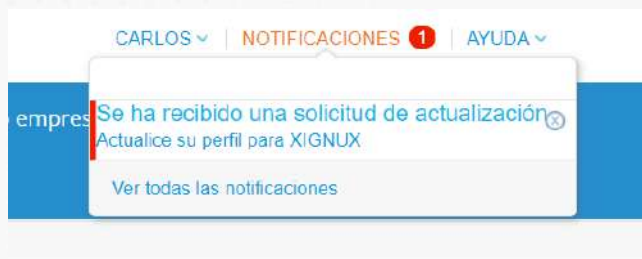 CARLOS | NOTIFICACIONES 1 | AYUDA
Se ha recibido una solicitud de actualización
empres
Actualice su perfil para XIGNUX
Ver todas las notificaciones